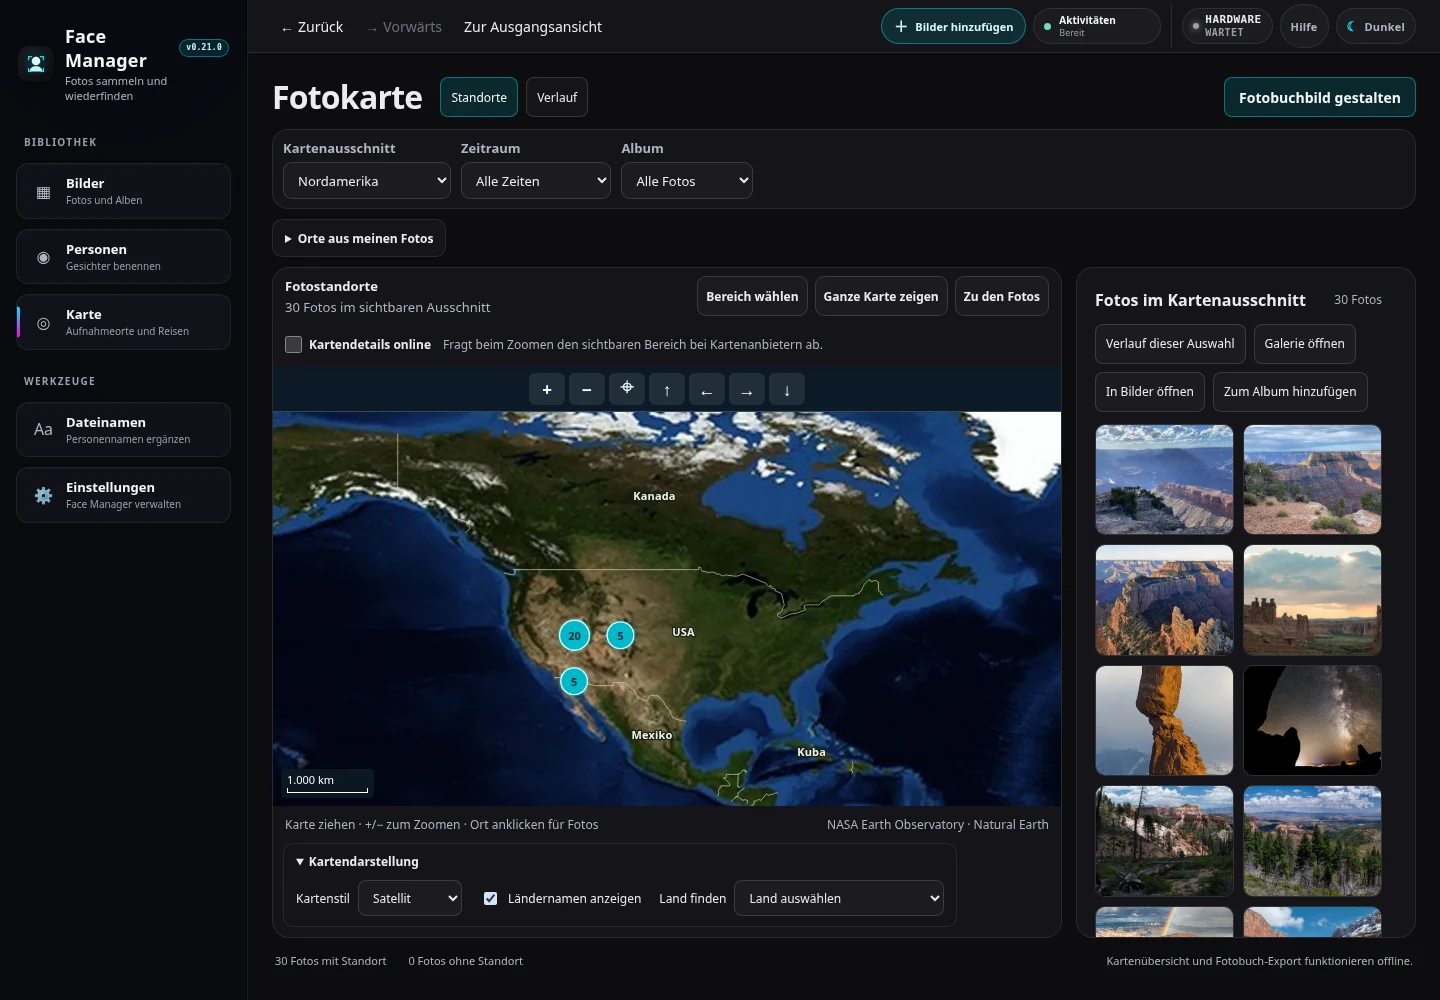 Face Manager
v0.21.0
Fotos sammeln und wiederfinden
← Zurück
→ Vorwärts
Zur Ausgangsansicht
+ Bilder hinzufügen
Aktivitäten
Bereit
HARDWARE
WARTET
Hilfe
Dunkel
BIBLIOTHEK
Bilder
Fotos und Alben
Personen
Gesichter benennen
Karte
Aufnahmeorte und Reisen
WERKZEUGE
Aa
Dateinamen
Personennamen ergänzen
Einstellungen
Face Manager verwalten
Fotokarte
Standorte
Verlauf
Fotobuchbild gestalten
Kartenausschnitt
Zeitraum
Album
Nordamerika
Alle Zeiten
Alle Fotos
Orte aus meinen Fotos
Fotostandorte
30 Fotos im sichtbaren Ausschnitt
Bereich wählen
Ganze Karte zeigen
Zu den Fotos
Kartendetails online
Fragt beim Zoomen den sichtbaren Bereich bei Kartenanbietern ab.
+ − ↑ ← → ↓
Kanada
USA
20
5
5
Mexiko
Kuba
1.000 km
Karte ziehen · +/− zum Zoomen · Ort anklicken für Fotos
NASA Earth Observatory · Natural Earth
Kartendarstellung
Kartenstil
Satellit
Ländernamen anzeigen
Land finden
Land auswählen
Fotos im Kartenausschnitt
30 Fotos
Verlauf dieser Auswahl
Galerie öffnen
In Bilder öffnen
Zum Album hinzufügen
30 Fotos mit Standort
0 Fotos ohne Standort
Kartenübersicht und Fotobuch-Export funktionieren offline.